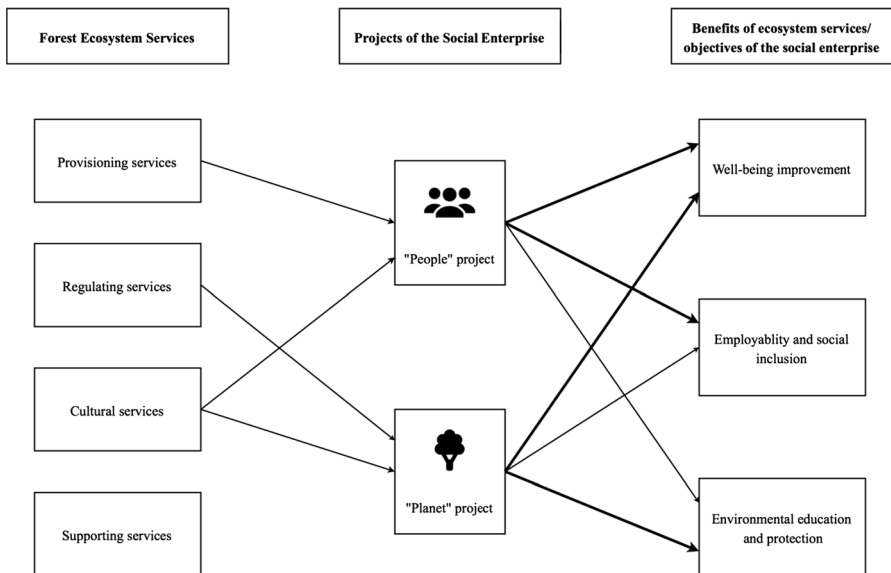 Forest Ecosystem Services
Projects of the Social Enterprise
Benefits of ecosystem services/
objectives of the social enterprise
Provisioning services
Regulating services
Cultural services
Supporting services
"People" project
"Planet" project
Well-being improvement
Employablity and social
inclusion
Environmental education
and protection